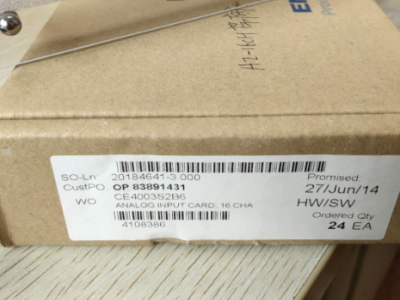 SO-Ln: 20184641-3.000
Promised:
CustPO OP 83891431
27/Jun/14
WO CE4003S2B6
HW/SW
ANALOG INPUT CARD: 16 CHA
Ordered Qty
4108386
24 EA